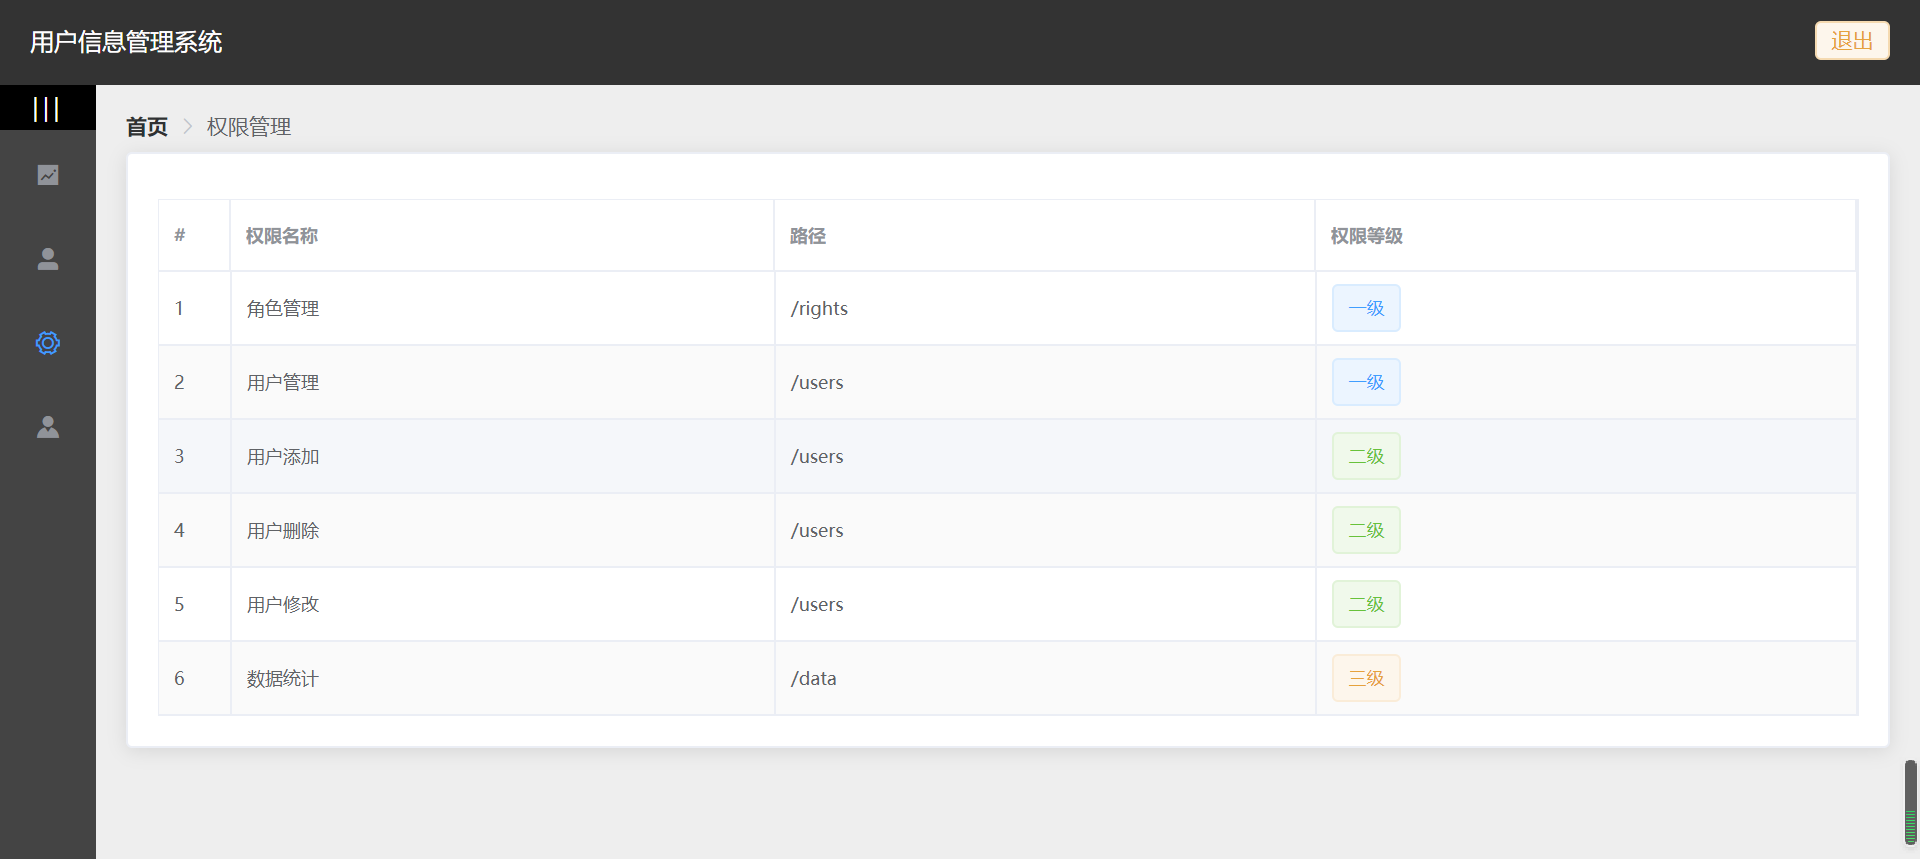 用户信息管理系统
退出
|||
首页 > 权限管理
# 权限名称 路径 权限等级
1 角色管理 /rights 一级
2 用户管理 /users 一级
3 用户添加 /users 二级
4 用户删除 /users 二级
5 用户修改 /users 二级
6 数据统计 /data 三级